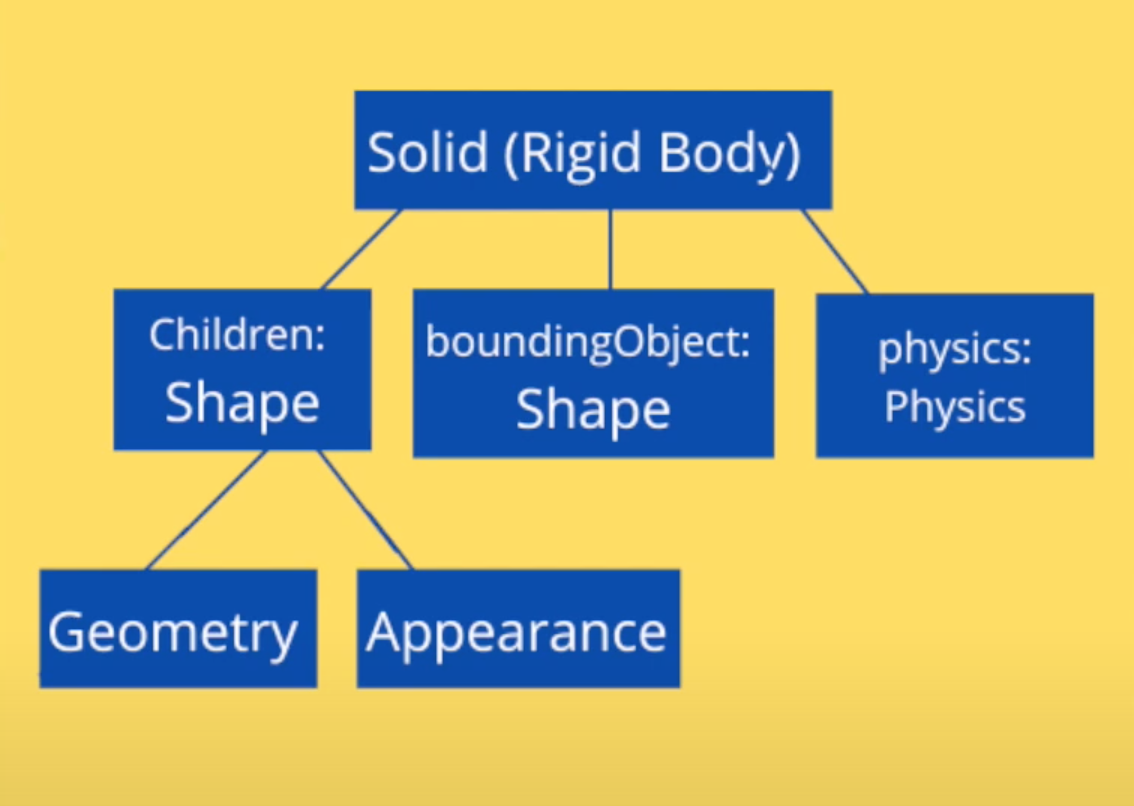 Solid (Rigid Body)
Children:
Shape
boundingObject:
Shape
physics:
Physics
Geometry
Appearance